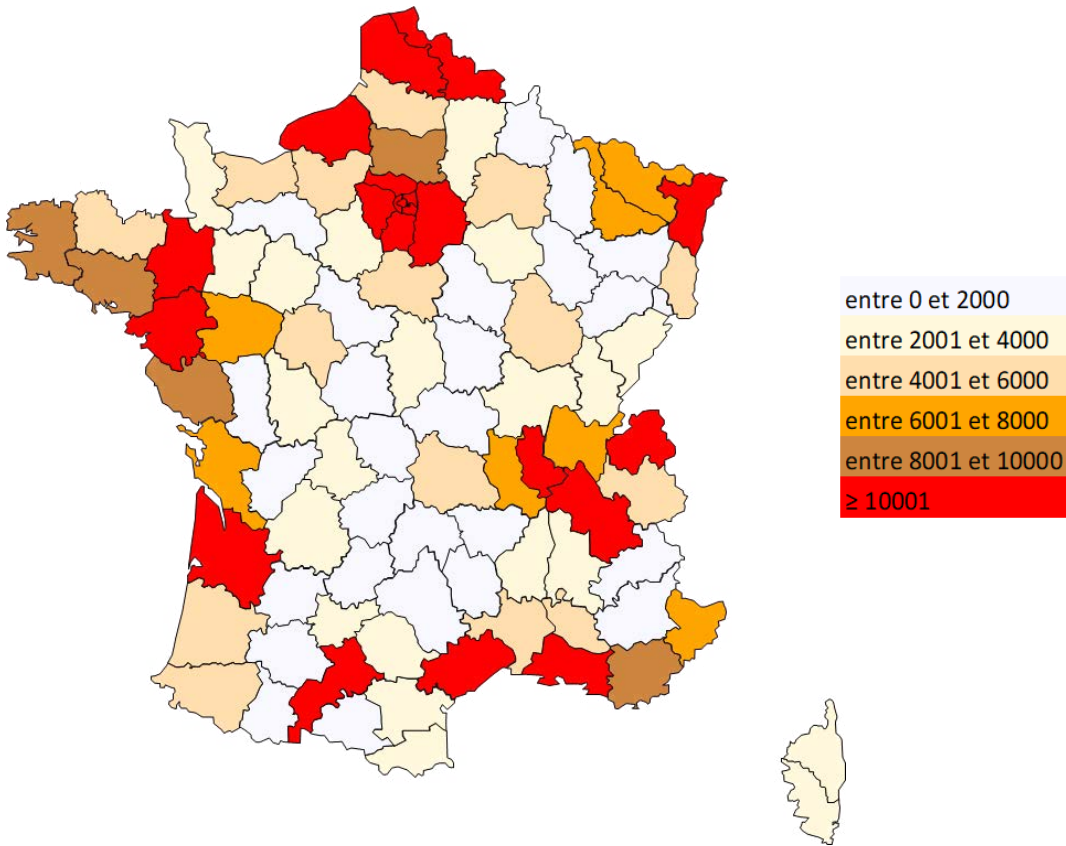 entre 0 et 2000
entre 2001 et 4000
entre 4001 et 6000
entre 6001 et 8000
entre 8001 et 10000
≥ 10001